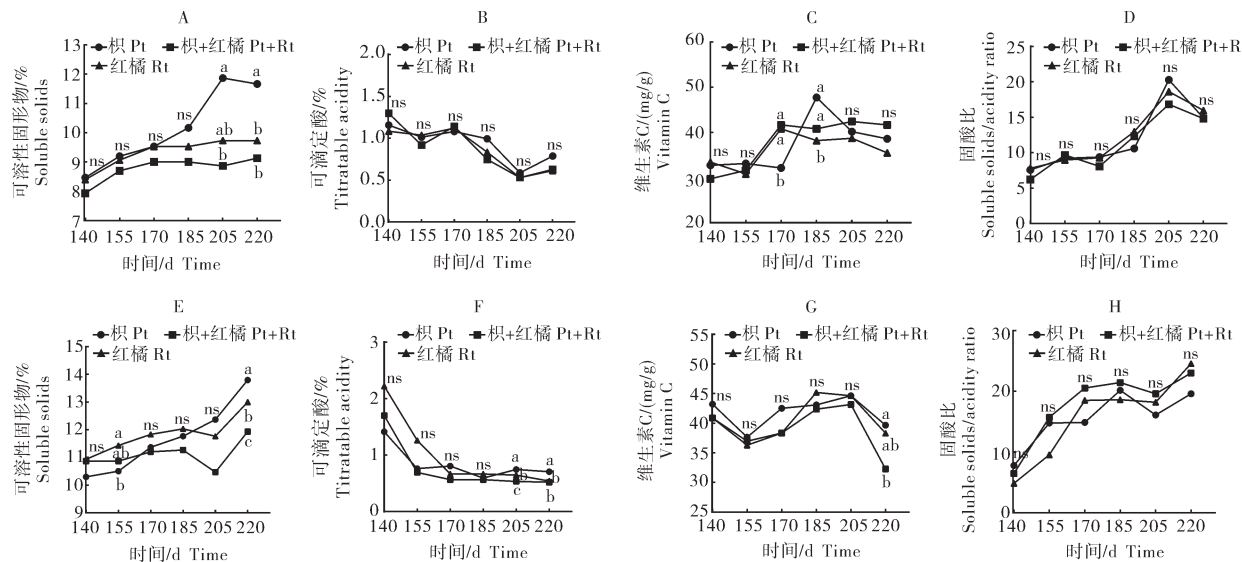 A
枳 Pt 枳+红橘 Pt+Rt
红橘 Rt
可溶性固形物/%
Soluble solids
13
12
11
10
9
8
7
ns
ns
ns
ns
a
a
ab
b
b
b
140 155 170 185 205 220
时间/d Time
B
枳 Pt 枳+红橘 Pt+Rt
红橘 Rt
可滴定酸/%
Titratable acidity
2.0
1.5
1.0
0.5
0.0
ns
ns
ns
ns
ns
ns
140 155 170 185 205 220
时间/d Time
C
枳 Pt 枳+红橘 Pt+Rt
红橘 Rt
维生素C/(mg/g)
Vitamin C
60
50
40
30
20
ns
ns
a
a
b
a
a
b
ns
ns
140 155 170 185 205 220
时间/d Time
D
枳 Pt 枳+红橘 Pt+R
红橘 Rt
固酸比
Soluble solids/acidity ratio
25
20
15
10
5
0
ns
ns
ns
ns
ns
ns
140 155 170 185 205 220
时间/d Time
E
枳 Pt 枳+红橘 Pt+Rt
红橘 Rt
可溶性固形物/%
Soluble solids
15
14
13
12
11
10
9
ns
a
ab
b
ns
ns
ns
a
b
c
140 155 170 185 205 220
时间/d Time
F
枳 Pt 枳+红橘 Pt+Rt
红橘 Rt
可滴定酸/%
Titratable acidity
3
2
1
0
ns
ns
ns
ns
a
b
c
a
b
b
140 155 170 185 205 220
时间/d Time
G
枳 Pt 枳+红橘 Pt+Rt
红橘 Rt
维生素C/(mg/g)
Vitamin C
55
50
45
40
35
30
25
ns
ns
ns
ns
ns
a
ab
b
140 155 170 185 205 220
时间/d Time
H
枳 Pt 枳+红橘 Pt+Rt
红橘 Rt
固酸比
Soluble solids/acidity ratio
30
20
10
0
ns
ns
ns
ns
ns
ns
140 155 170 185 205 220
时间/d Time